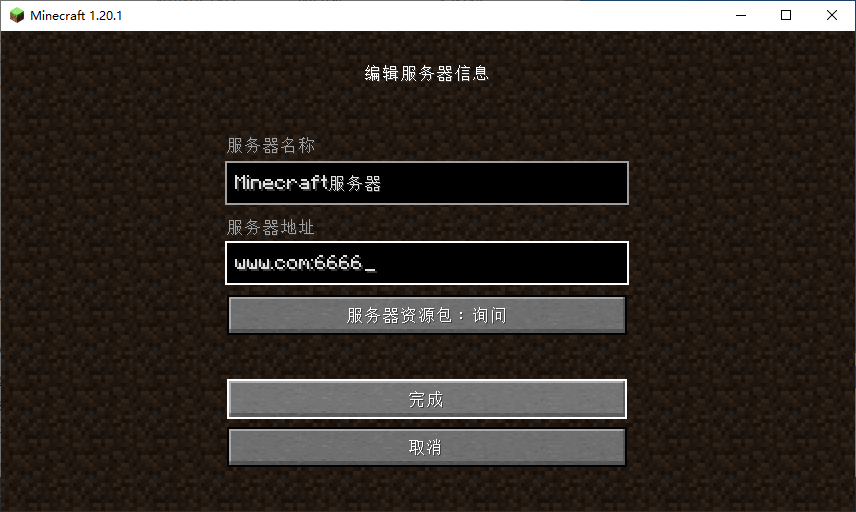 Minecraft 1.20.1
编辑服务器信息
服务器名称
Minecraft服务器
服务器地址
www.com:6666_
服务器资源包：询问
完成
取消